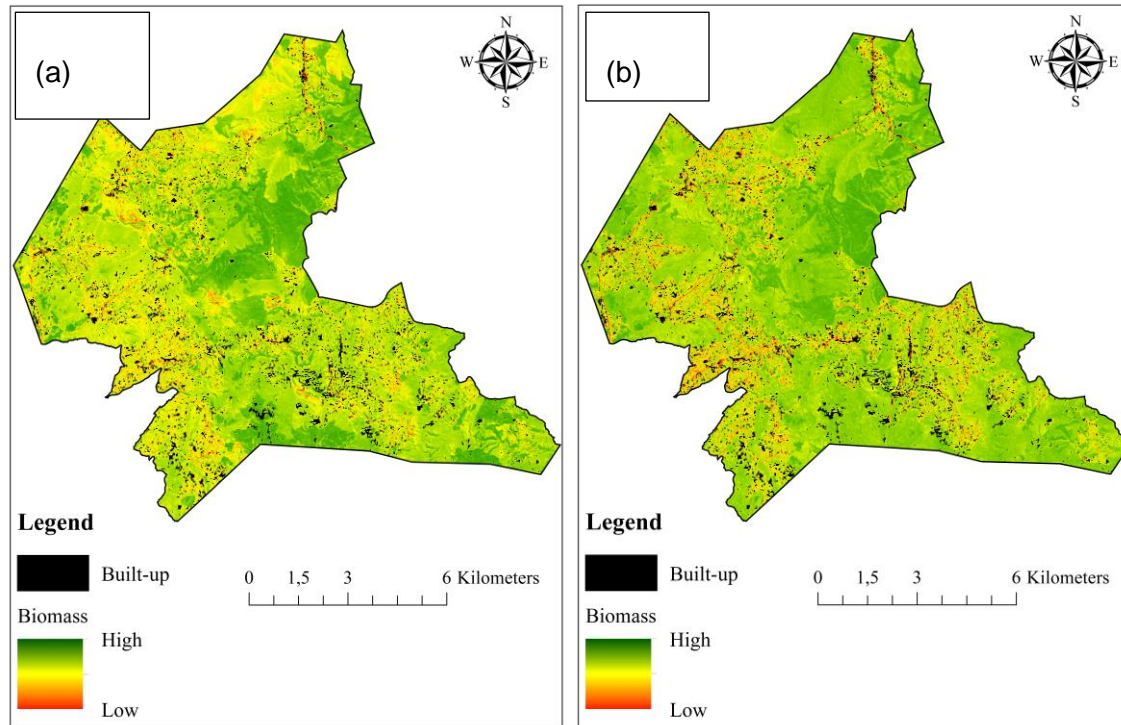 (a)
N
W E
S
Legend
Built-up
Biomass
High
Low
0 1,5 3 6 Kilometers
(b)
N
W E
S
Legend
Built-up
Biomass
High
Low
0 1,5 3 6 Kilometers